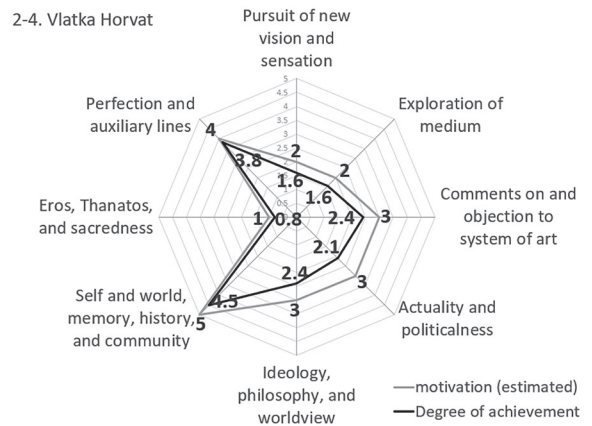 2-4. Vlatka Horvat
Pursuit of new
vision and
sensation
Perfection and
auxiliary lines
Exploration of
medium
5
4.5
4
3.5
3
2.5
0.5
4
3.8
2
2
1.6
1.6
Eros, Thanatos,
and sacredness
1
0.8
2.4
3
Comments on and
objection to
system of art
2.1
2.4
3
3
Self and world,
memory, history,
and community
4.5
5
Actuality and
politicalness
Ideology,
philosophy, and
worldview
motivation (estimated)
Degree of achievement